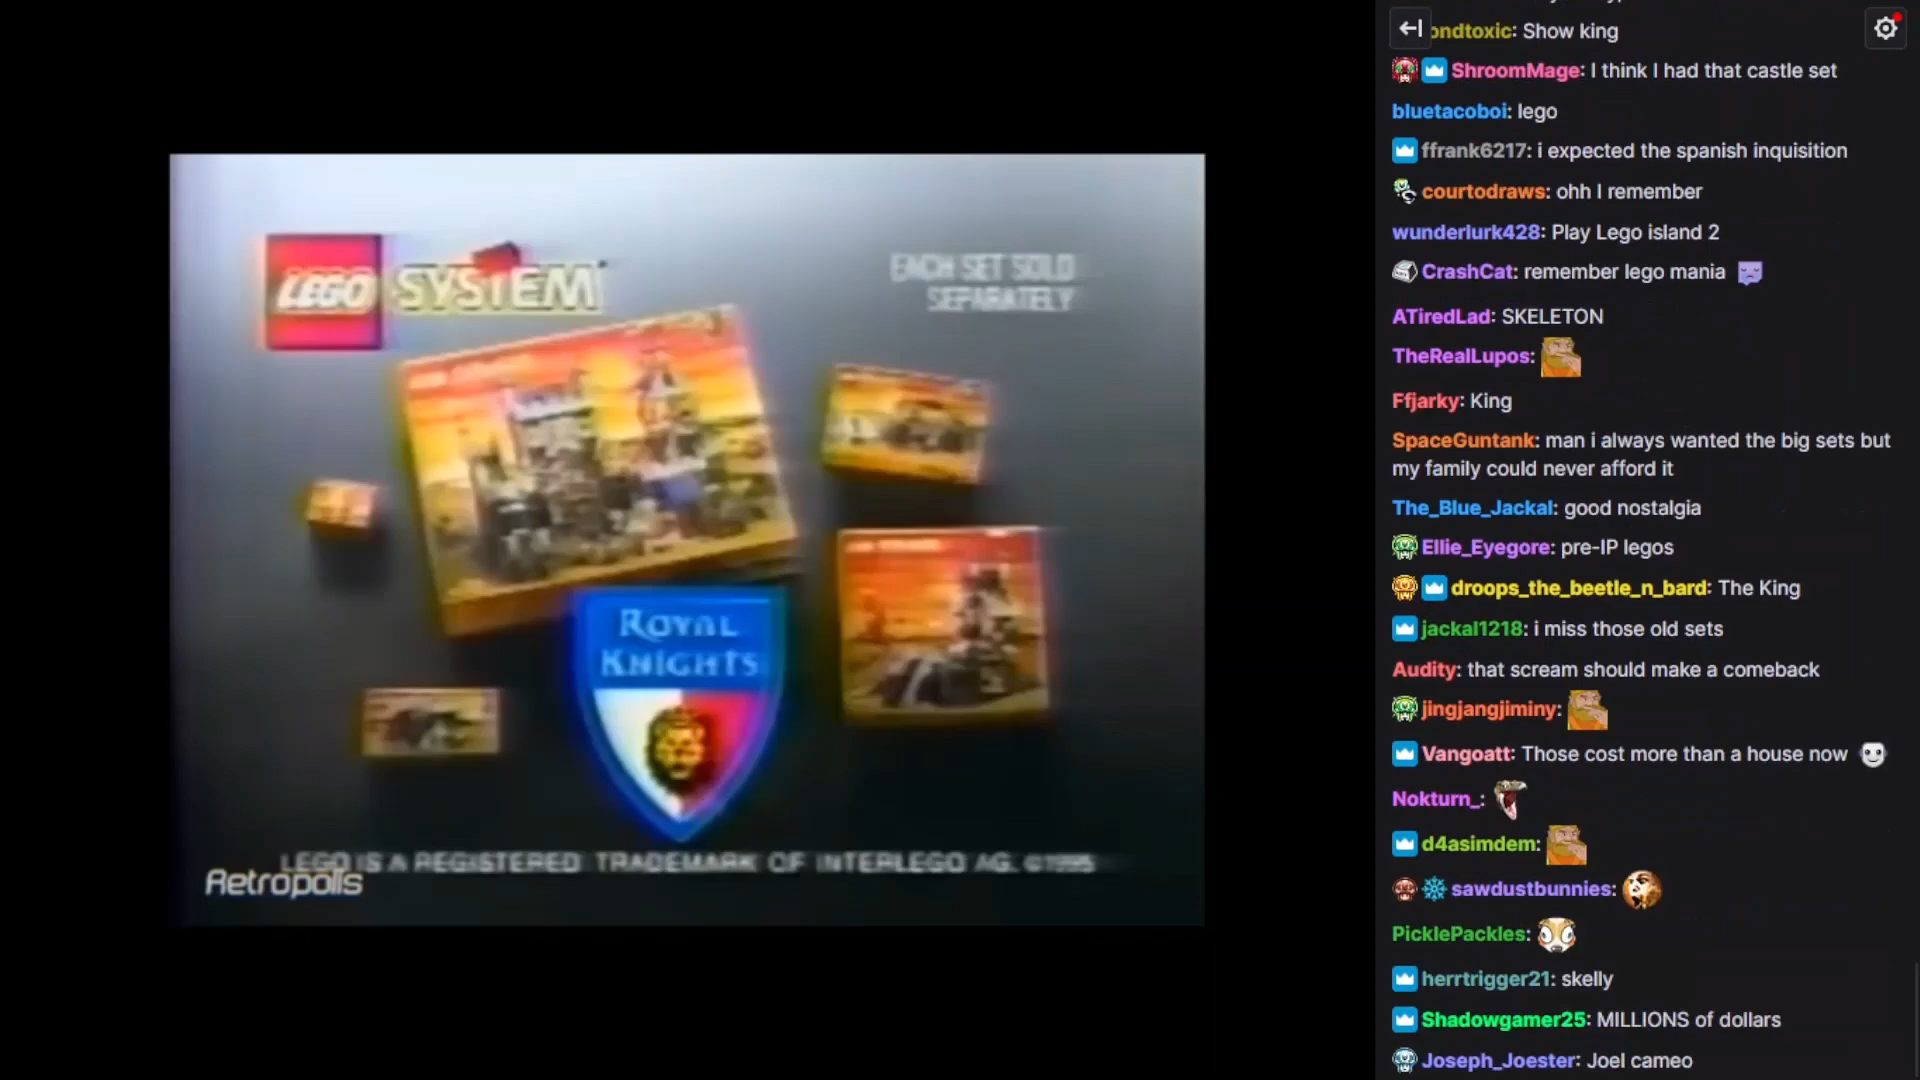 LEGO SYSTEM
EACH SET SOLD
SEPARATELY
ROYAL
KNIGHTS
LEGO IS A REGISTERED TRADEMARK OF INTERLEGO AG. ©1995
Retropolis
ondtoxic: Show king
ShroomMage: I think I had that castle set
bluetacoboi: lego
ffrank6217: i expected the spanish inquisition
courtodraws: ohh I remember
wunderlurk428: Play Lego island 2
CrashCat: remember lego mania
ATiredLad: SKELETON
TheRealLupos:
Ffjarky: King
SpaceGuntank: man i always wanted the big sets but
my family could never afford it
The_Blue_Jackal: good nostalgia
Ellie_Eyegore: pre-IP legos
droops_the_beetle_n_bard: The King
jackal1218: i miss those old sets
Audity: that scream should make a comeback
jingjangjiminy:
Vangoatt: Those cost more than a house now
Nokturn_:
d4asimdem:
sawdustbunnies:
PicklePackles:
herrtrigger21: skelly
Shadowgamer25: MILLIONS of dollars
Joseph_Joester: Joel cameo